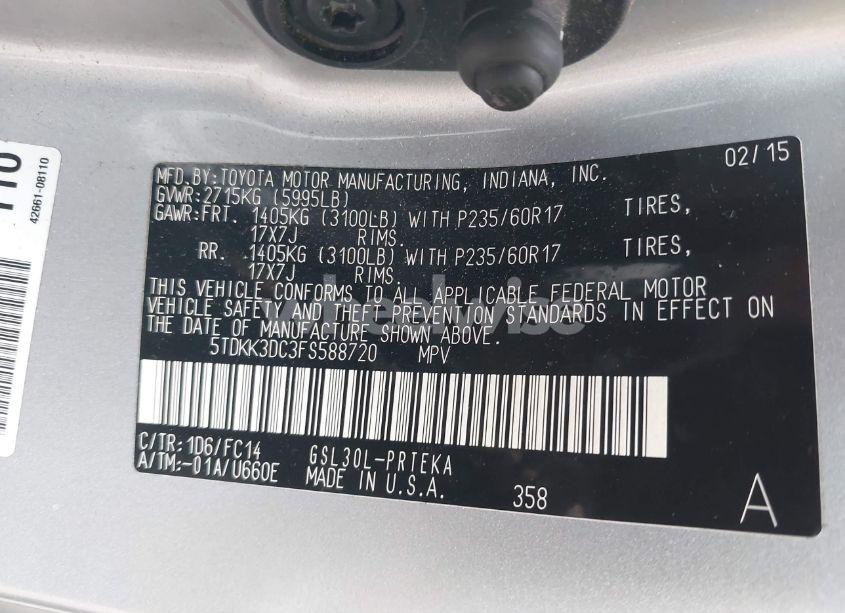 110
42661-08110
MFD.BY:TOYOTA MOTOR MANUFACTURING, INDIANA, INC. 02/15
GVWR:2715KG (5995LB)
GAWR:FRT. 1405KG (3100LB) WITH P235/60R17 TIRES,
17X7J RIMS.
RR. 1405KG (3100LB) WITH P235/60R17 TIRES,
17X7J RIMS.
THIS VEHICLE CONFORMS TO ALL APPLICABLE FEDERAL MOTOR
VEHICLE SAFETY AND THEFT PREVENTION STANDARDS IN EFFECT ON
THE DATE OF MANUFACTURE SHOWN ABOVE.
5TDKK3DC3FS588720 MPV
C/TR:1D6/FC14 GSL30L-PRTEKA
A/TM:-01A/U660E MADE IN U.S.A. 358 A
wheelwise